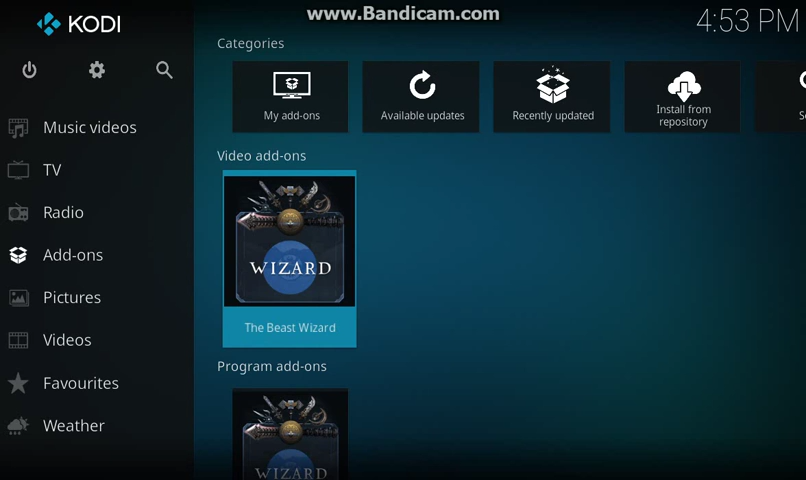 KODI
www.Bandicam.com
4:53 PM
Categories
My add-ons
Available updates
Recently updated
Install from
repository
Music videos
TV
Radio
Add-ons
Pictures
Videos
Favourites
Weather
Video add-ons
WIZARD
The Beast Wizard
Program add-ons
WIZARD